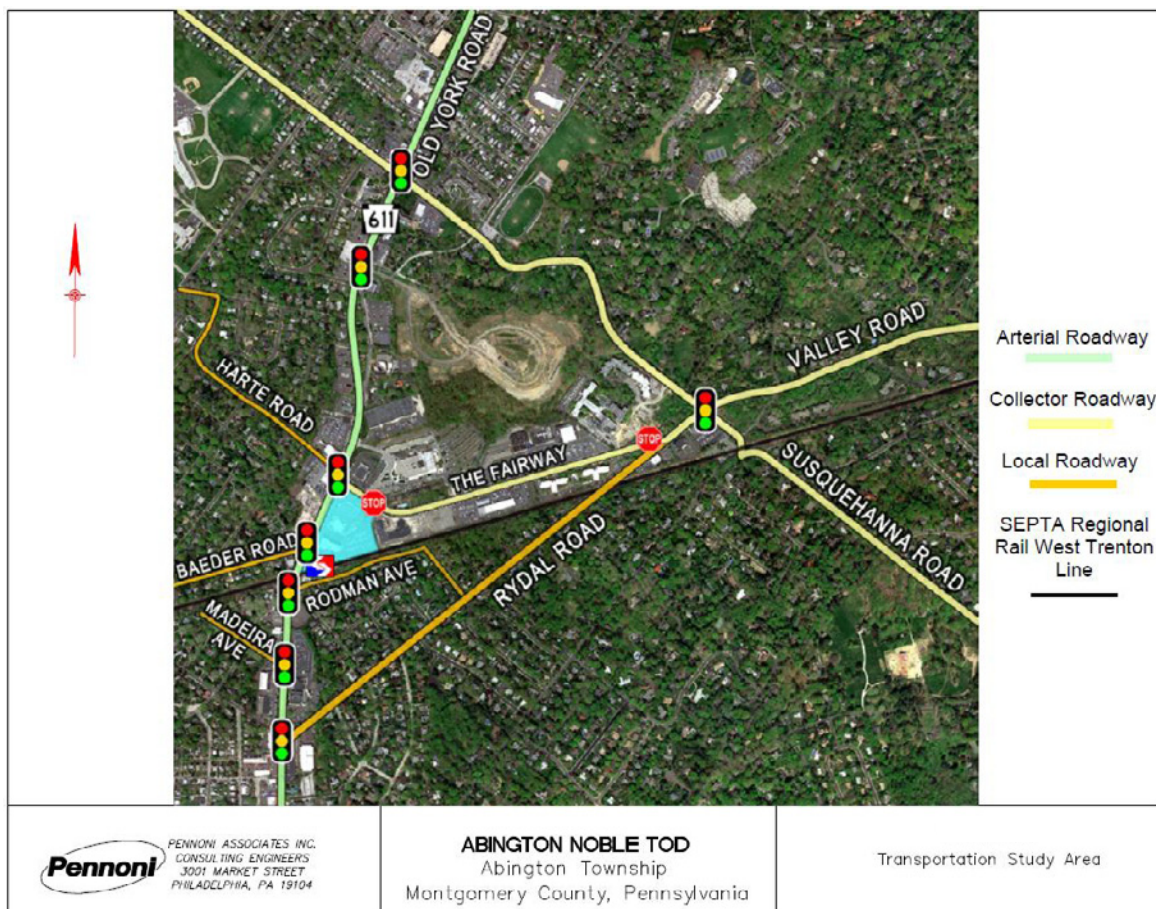 OLD YORK ROAD
611
HARTE ROAD
VALLEY ROAD
STOP
THE FAIRWAY
STOP
SUSQUEHANNA ROAD
BAEDER ROAD
RODMAN AVE
RYDAL ROAD
MADEIRA
AVE
Arterial Roadway
Collector Roadway
Local Roadway
SEPTA Regional
Rail West Trenton
Line
Pennoni
PENNONI ASSOCIATES INC.
CONSULTING ENGINEERS
3001 MARKET STREET
PHILADELPHIA, PA 19104
ABINGTON NOBLE TOD
Abington Township
Montgomery County, Pennsylvania
Transportation Study Area